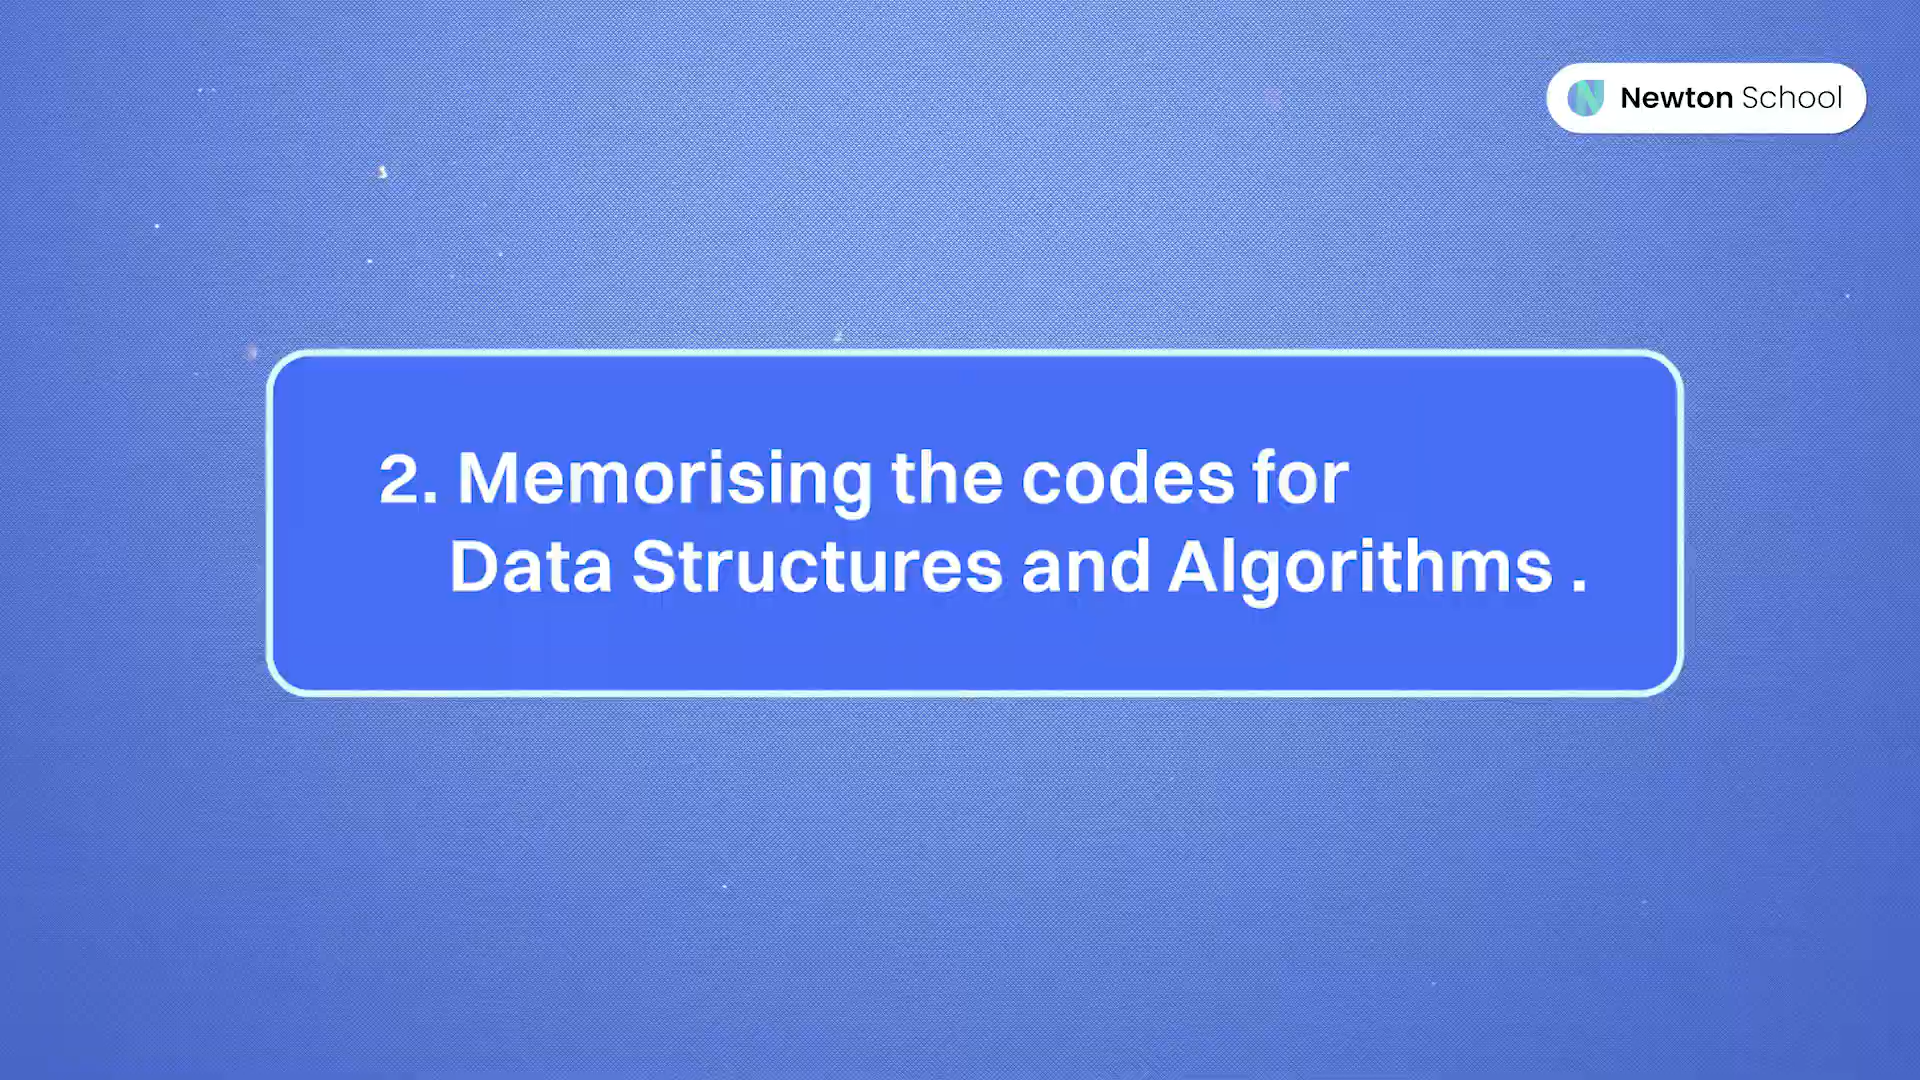 Newton School
2. Memorising the codes for
Data Structures and Algorithms .